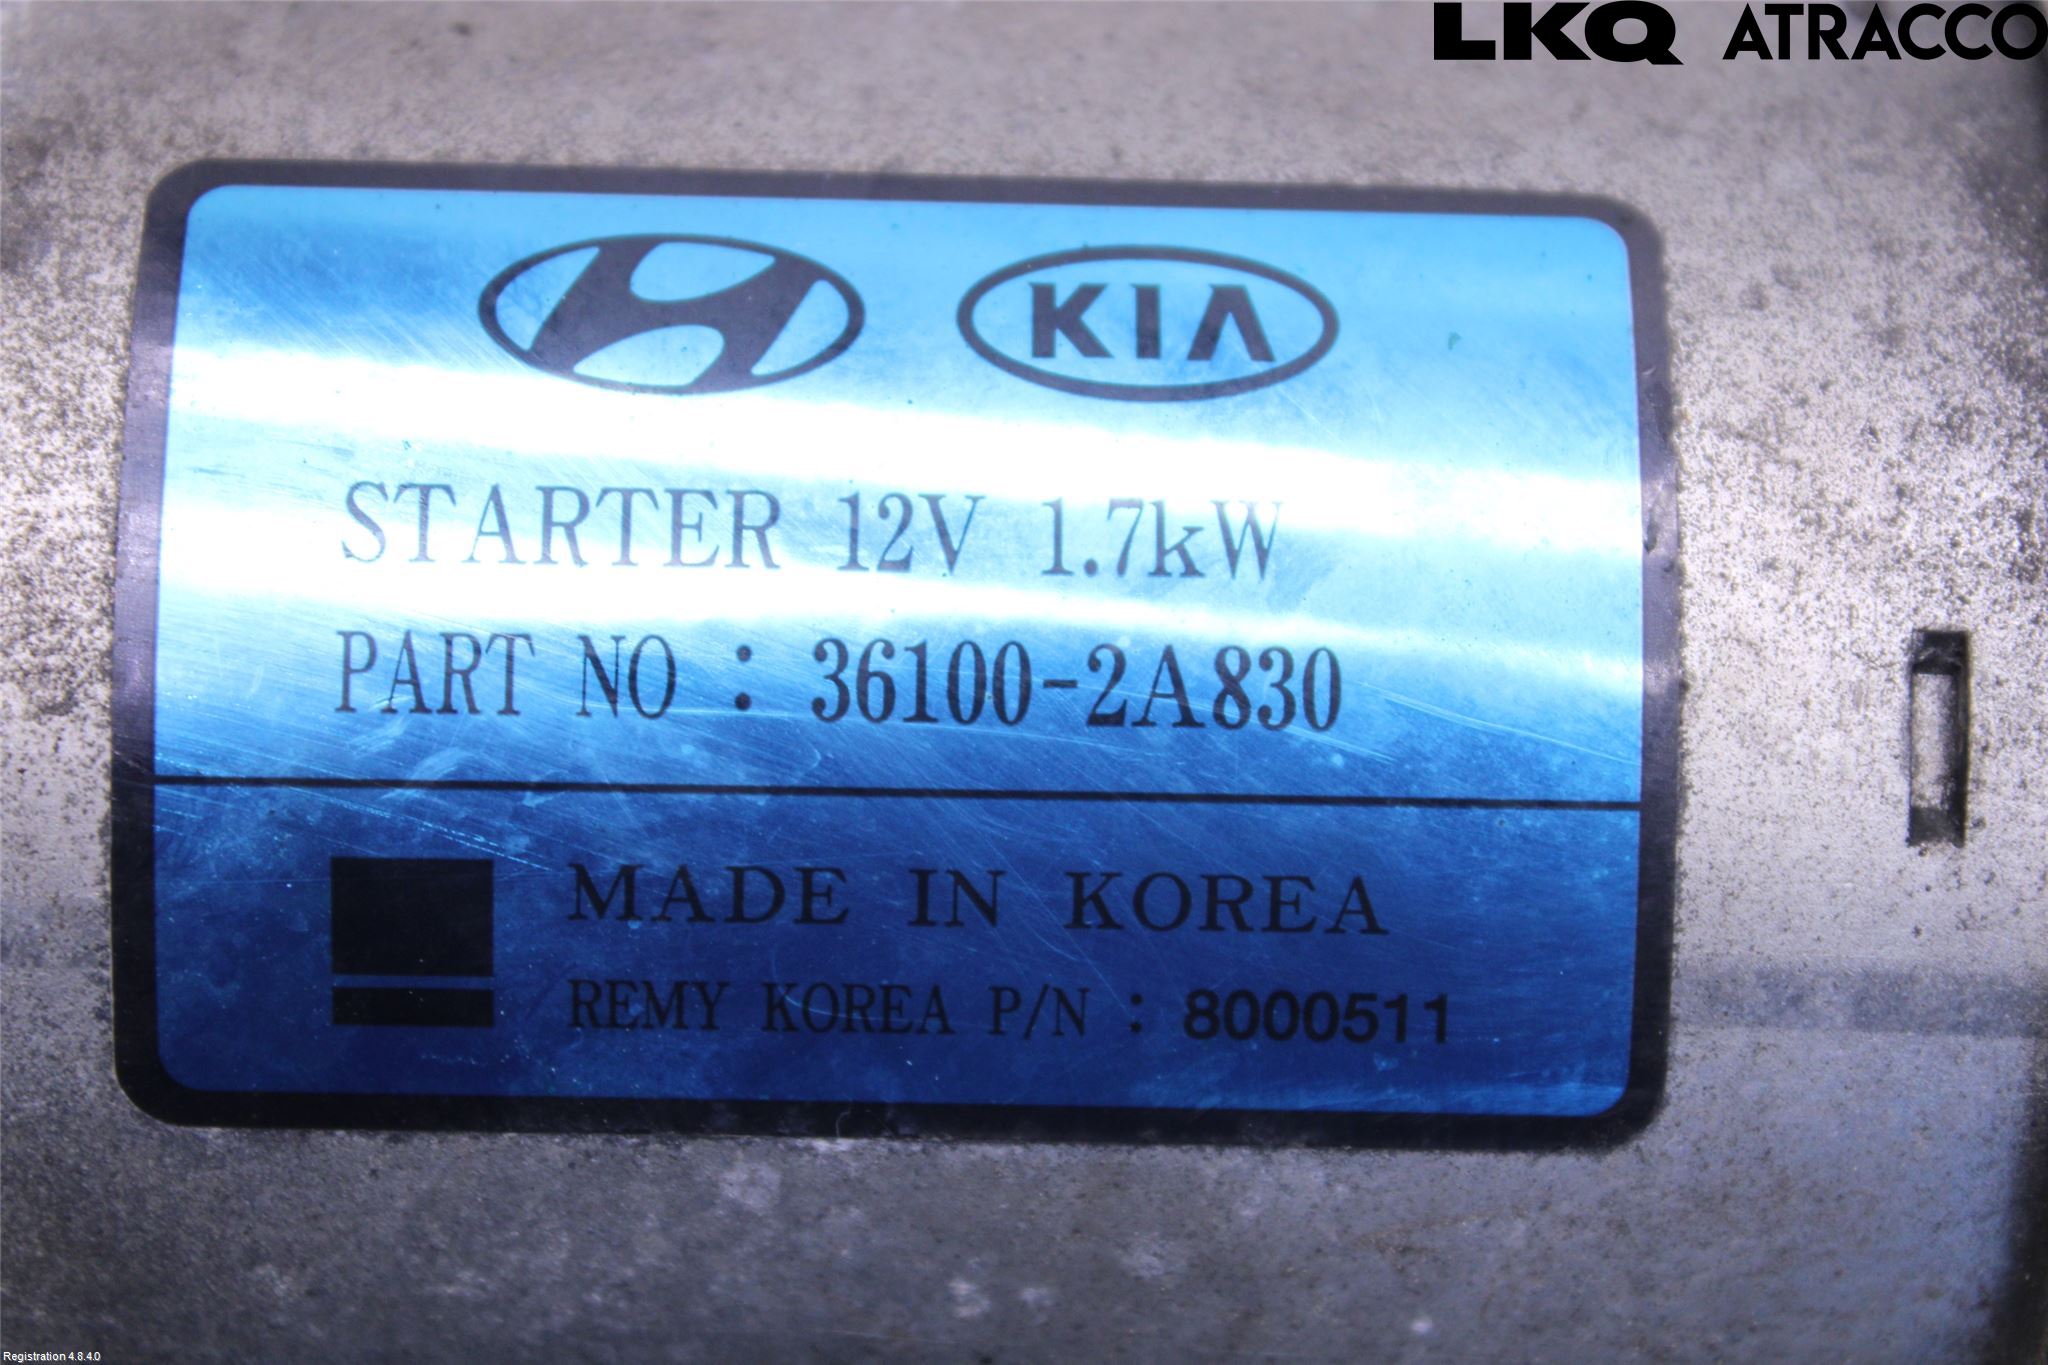 LKQ ATRACCO
KIA
STARTER 12V 1.7kW
PART NO : 36100-2A830
MADE IN KOREA
REMY KOREA P/N : 8000511
Registration 4.8.4.0